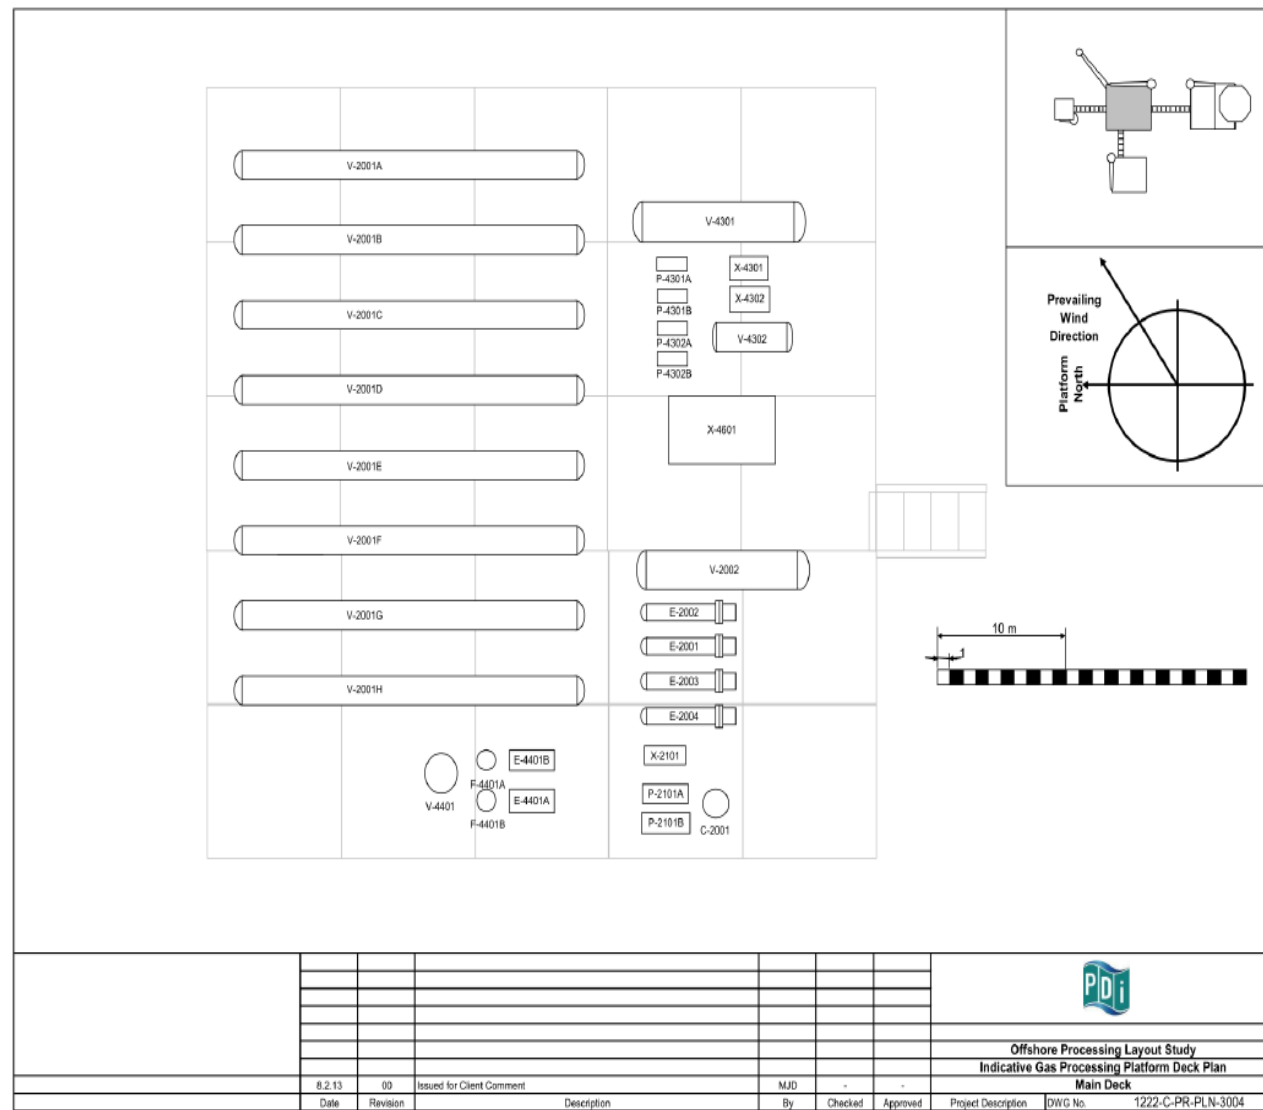 V-2001A
V-2001B
V-2001C
V-2001D
V-2001E
V-2001F
V-2001G
V-2001H
V-4301
P-4301A
X-4301
P-4301B
X-4302
P-4302A
V-4302
P-4302B
X-4601
V-2002
E-2002
E-2001
E-2003
E-2004
V-4401
F-4401A
E-4401B
F-4401B
E-4401A
X-2101
P-2101A
P-2101B
C-2001
Prevailing
Wind
Direction
Platform
North
10 m
1
PDi
Offshore Processing Layout Study
Indicative Gas Processing Platform Deck Plan
8.2.13 00 Issued for Client Comment MJD - - Main Deck
Date Revision Description By Checked Approved Project Description DWG No. 1222-C-PR-PLN-3004